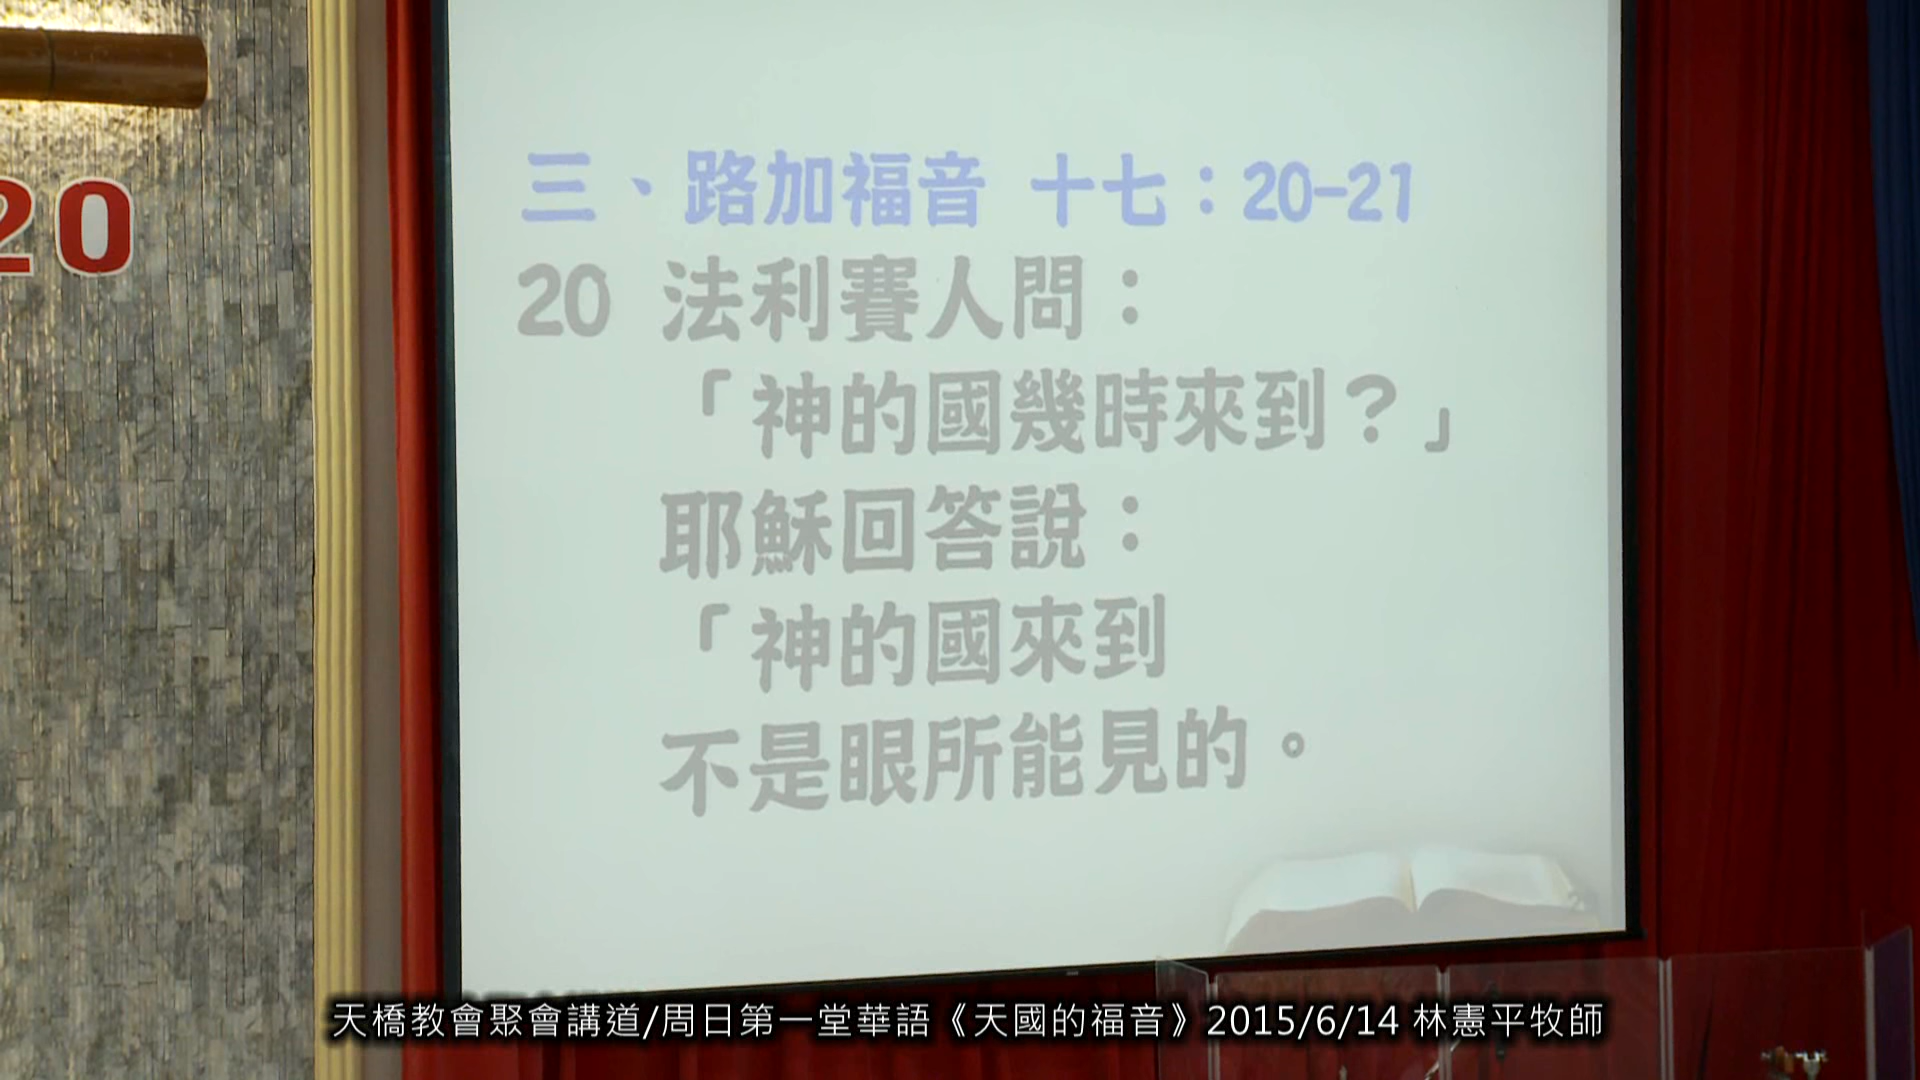 20
三、路加福音 十七：20-21
20 法利賽人問：
「神的國幾時來到？」
耶穌回答說：
「神的國來到
不是眼所能見的。
天橋教會聚會講道/周日第一堂華語《天國的福音》2015/6/14 林憲平牧師